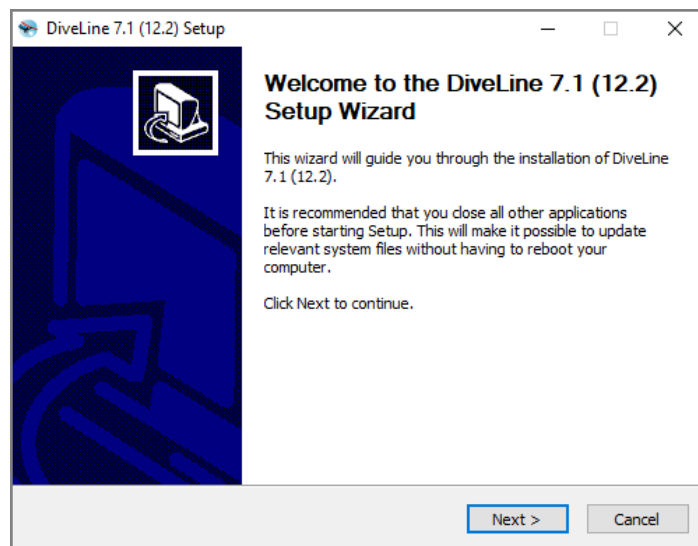 DiveLine 7.1 (12.2) Setup
Welcome to the DiveLine 7.1 (12.2)
Setup Wizard
This wizard will guide you through the installation of DiveLine
7.1 (12.2).
It is recommended that you close all other applications
before starting Setup. This will make it possible to update
relevant system files without having to reboot your
computer.
Click Next to continue.
Next >
Cancel